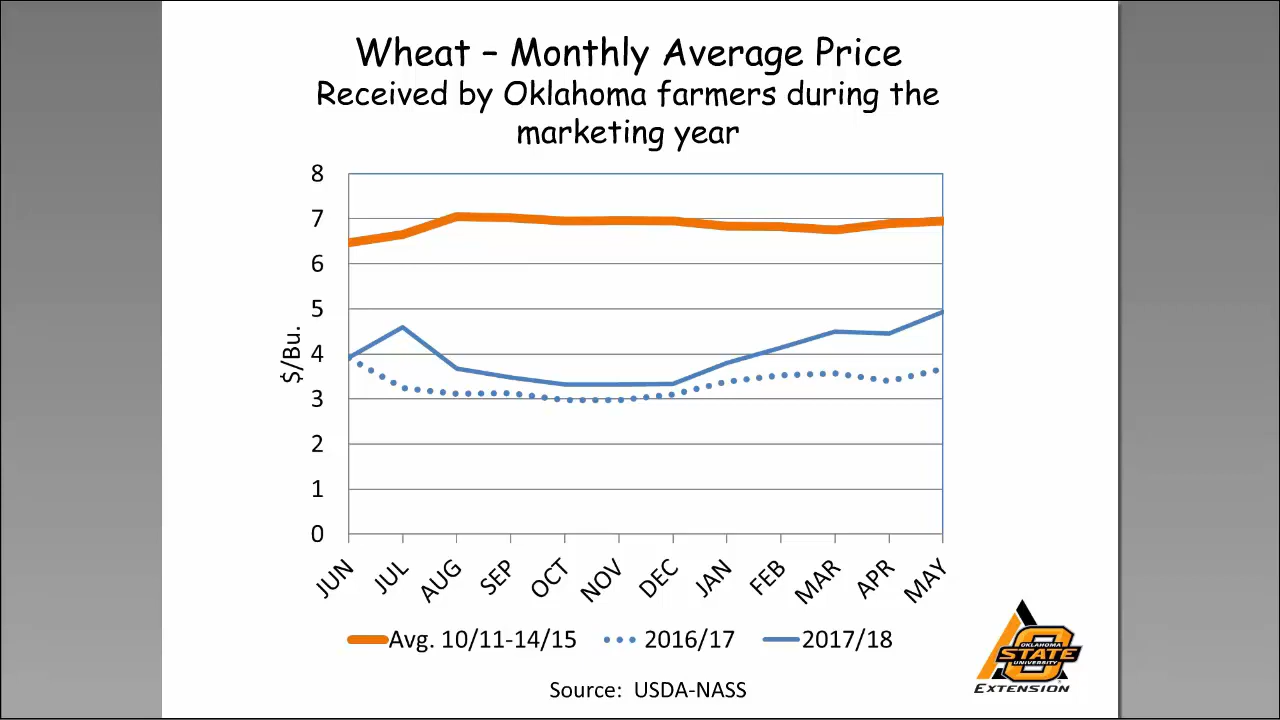 Wheat – Monthly Average Price
Received by Oklahoma farmers during the
marketing year
8
7
6
5
4
3
2
1
0
$/Bu.
JUN JUL AUG SEP OCT NOV DEC JAN FEB MAR APR MAY
Avg. 10/11-14/15 2016/17 2017/18
Source: USDA-NASS
OKLAHOMA
STATE
UNIVERSITY
EXTENSION